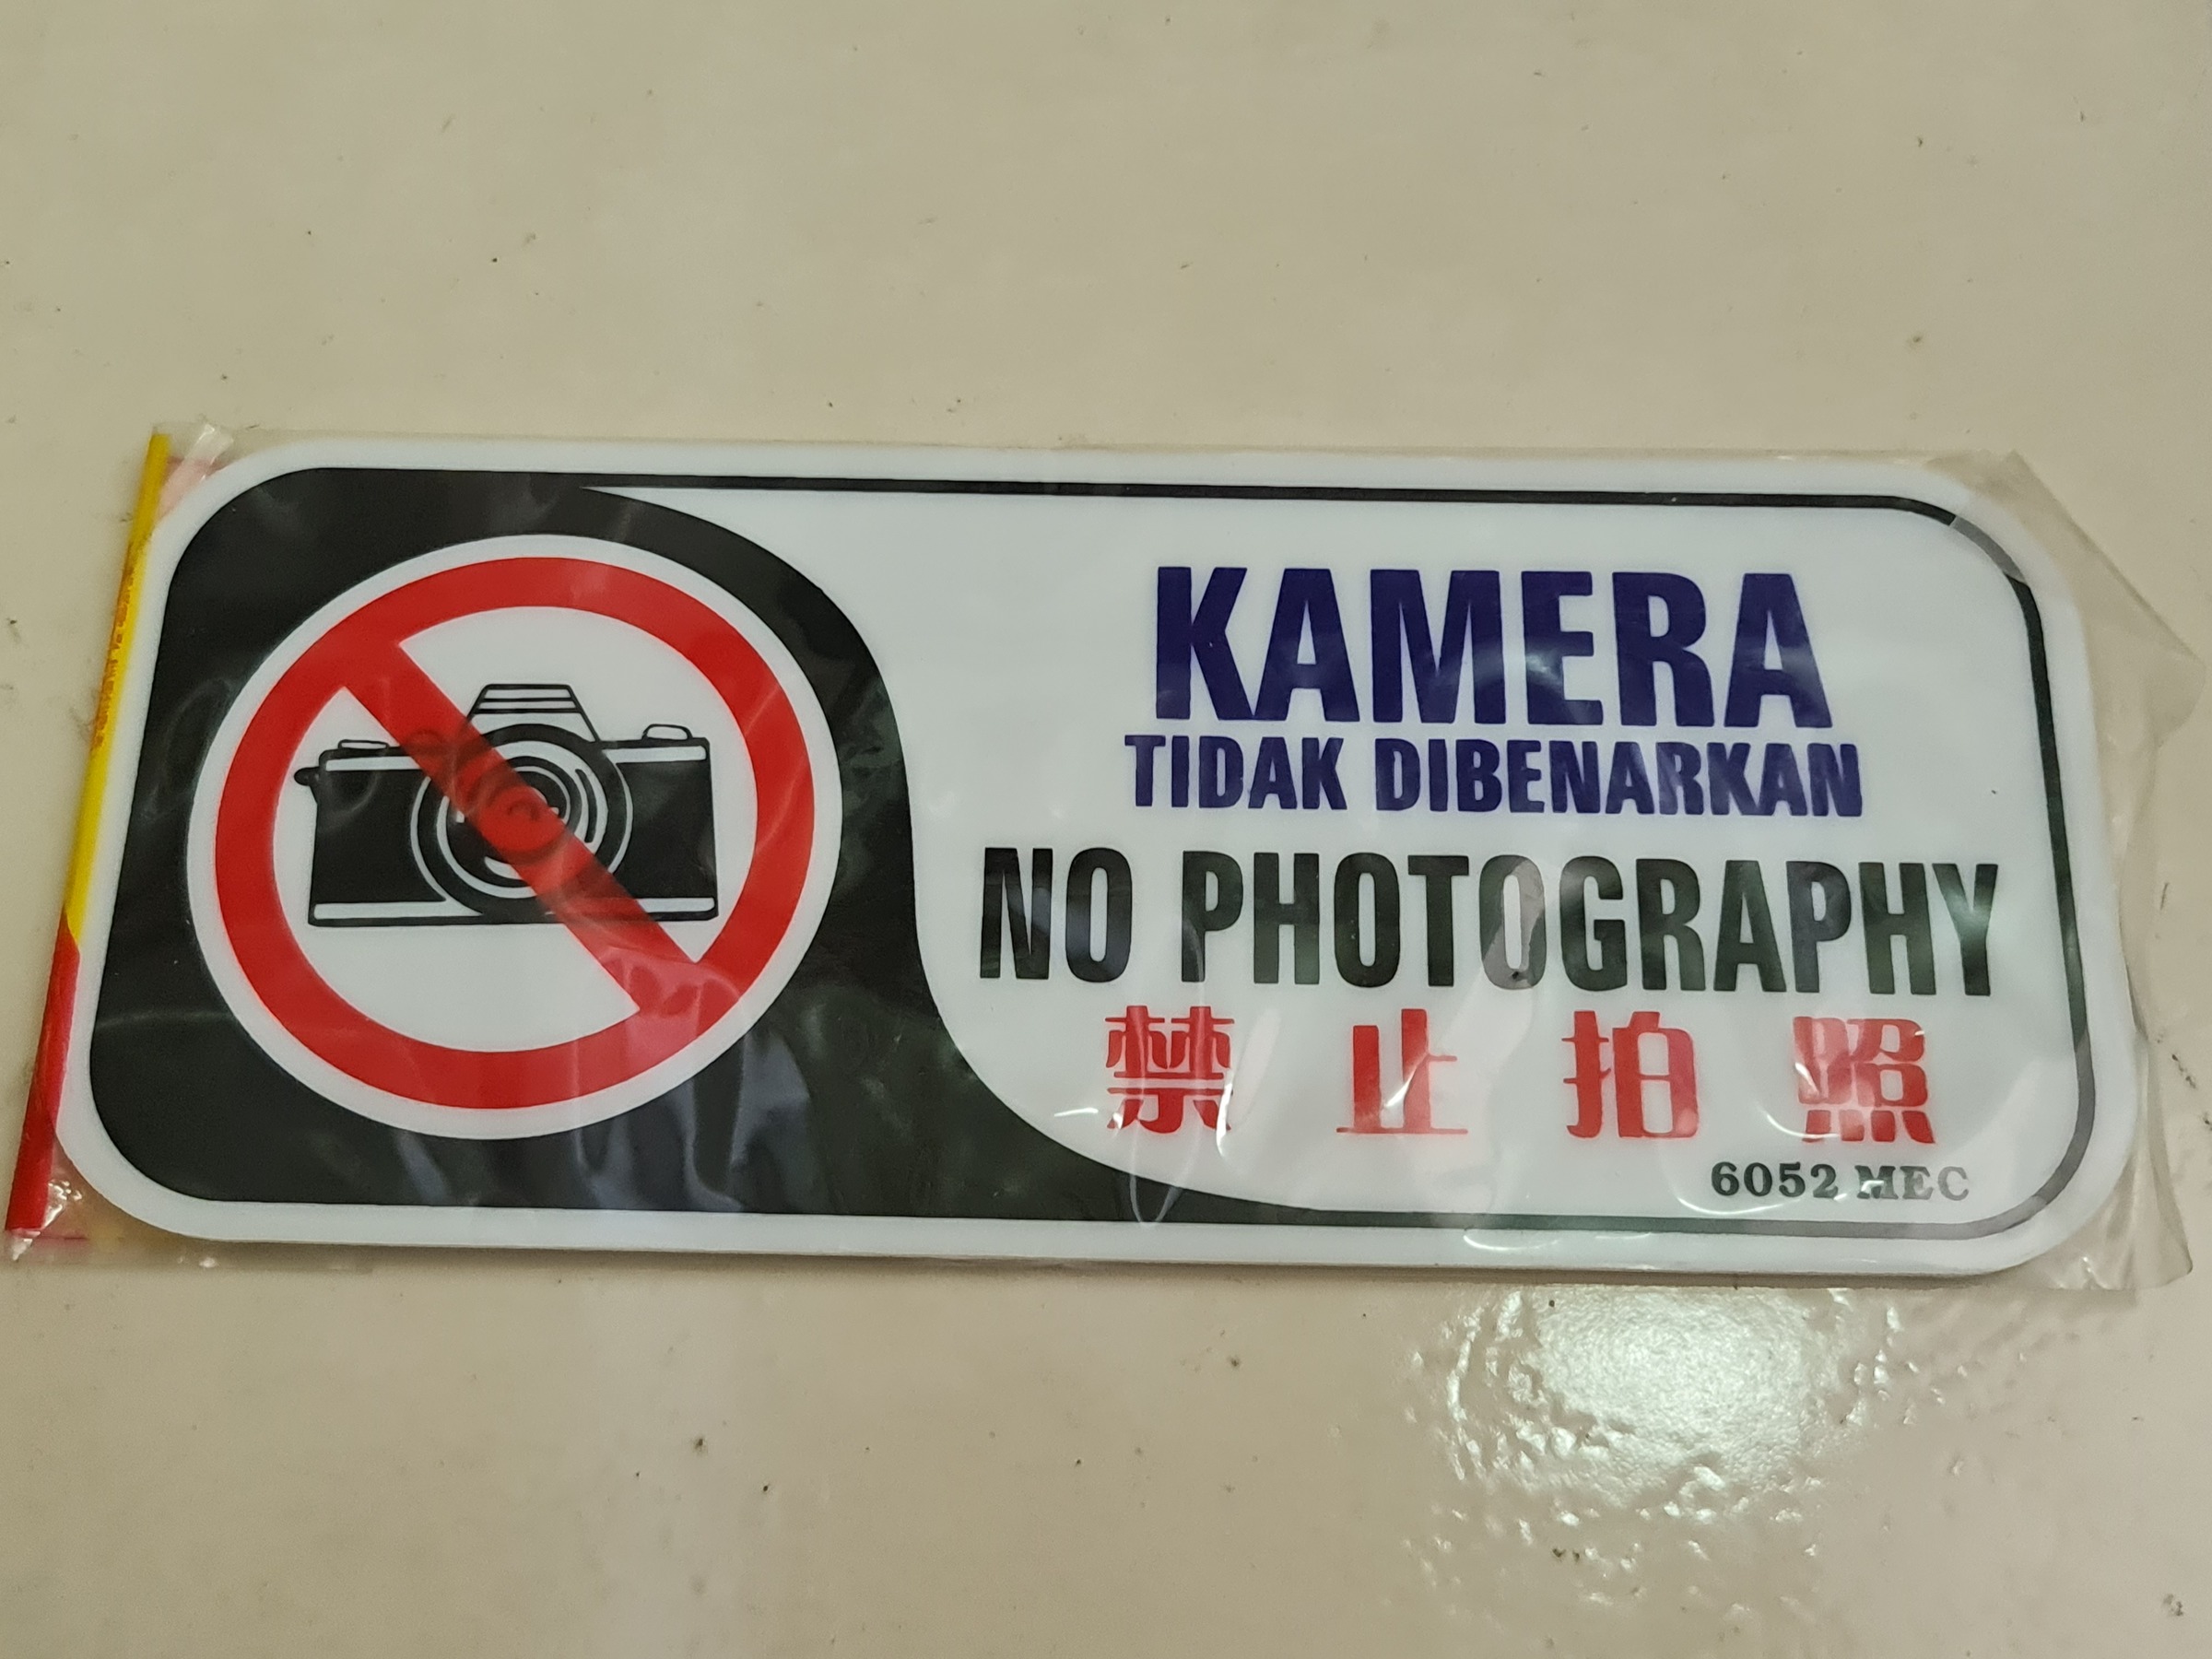 KAMERA
TIDAK DIBENARKAN
NO PHOTOGRAPHY
禁止拍照
6052 MEC